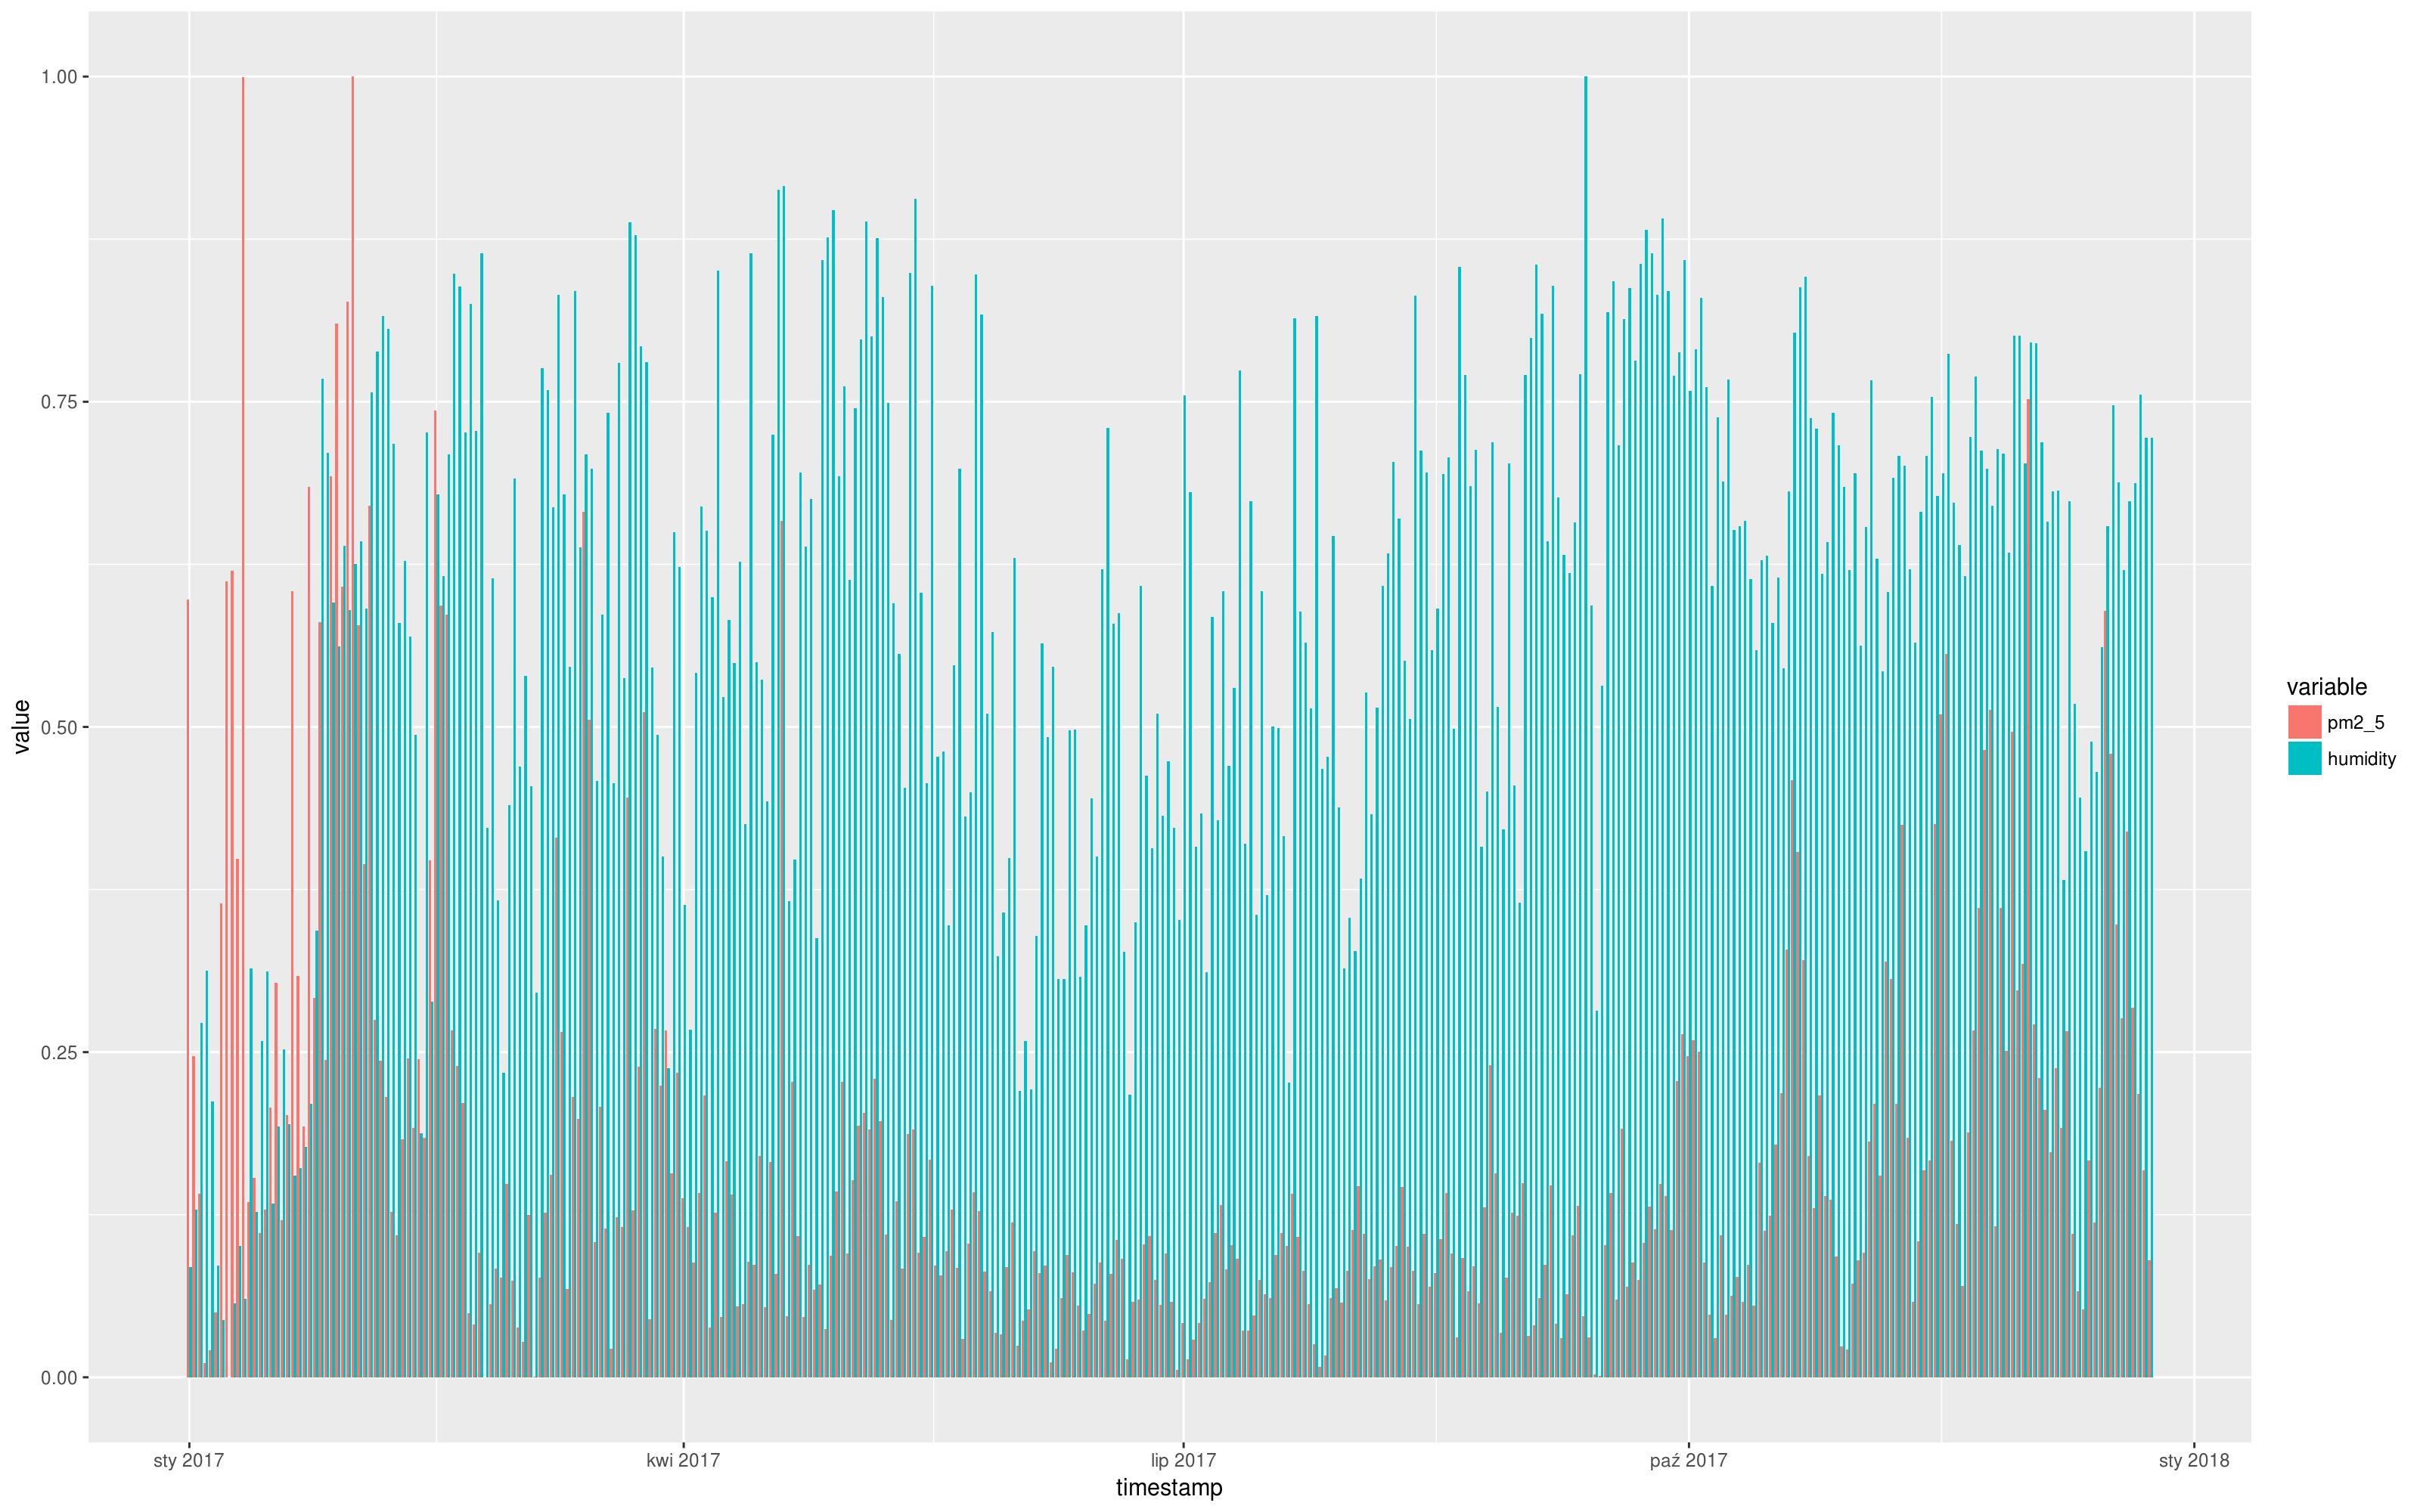 1.00
0.75
0.50
0.25
0.00
value
sty 2017
kwi 2017
lip 2017
paź 2017
sty 2018
timestamp
variable
pm2_5
humidity